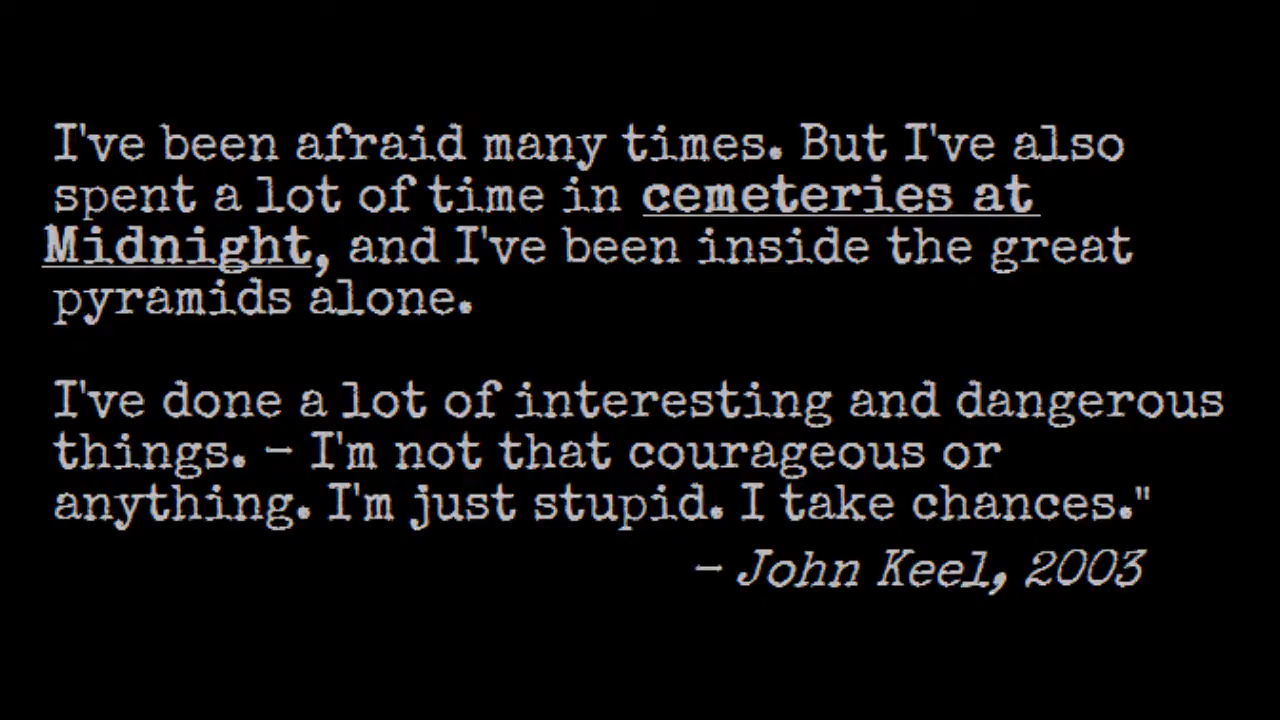 I've been afraid many times. But I've also
spent a lot of time in cemeteries at
Midnight, and I've been inside the great
pyramids alone.
I've done a lot of interesting and dangerous
things. – I'm not that courageous or
anything. I'm just stupid. I take chances."
– John Keel, 2003